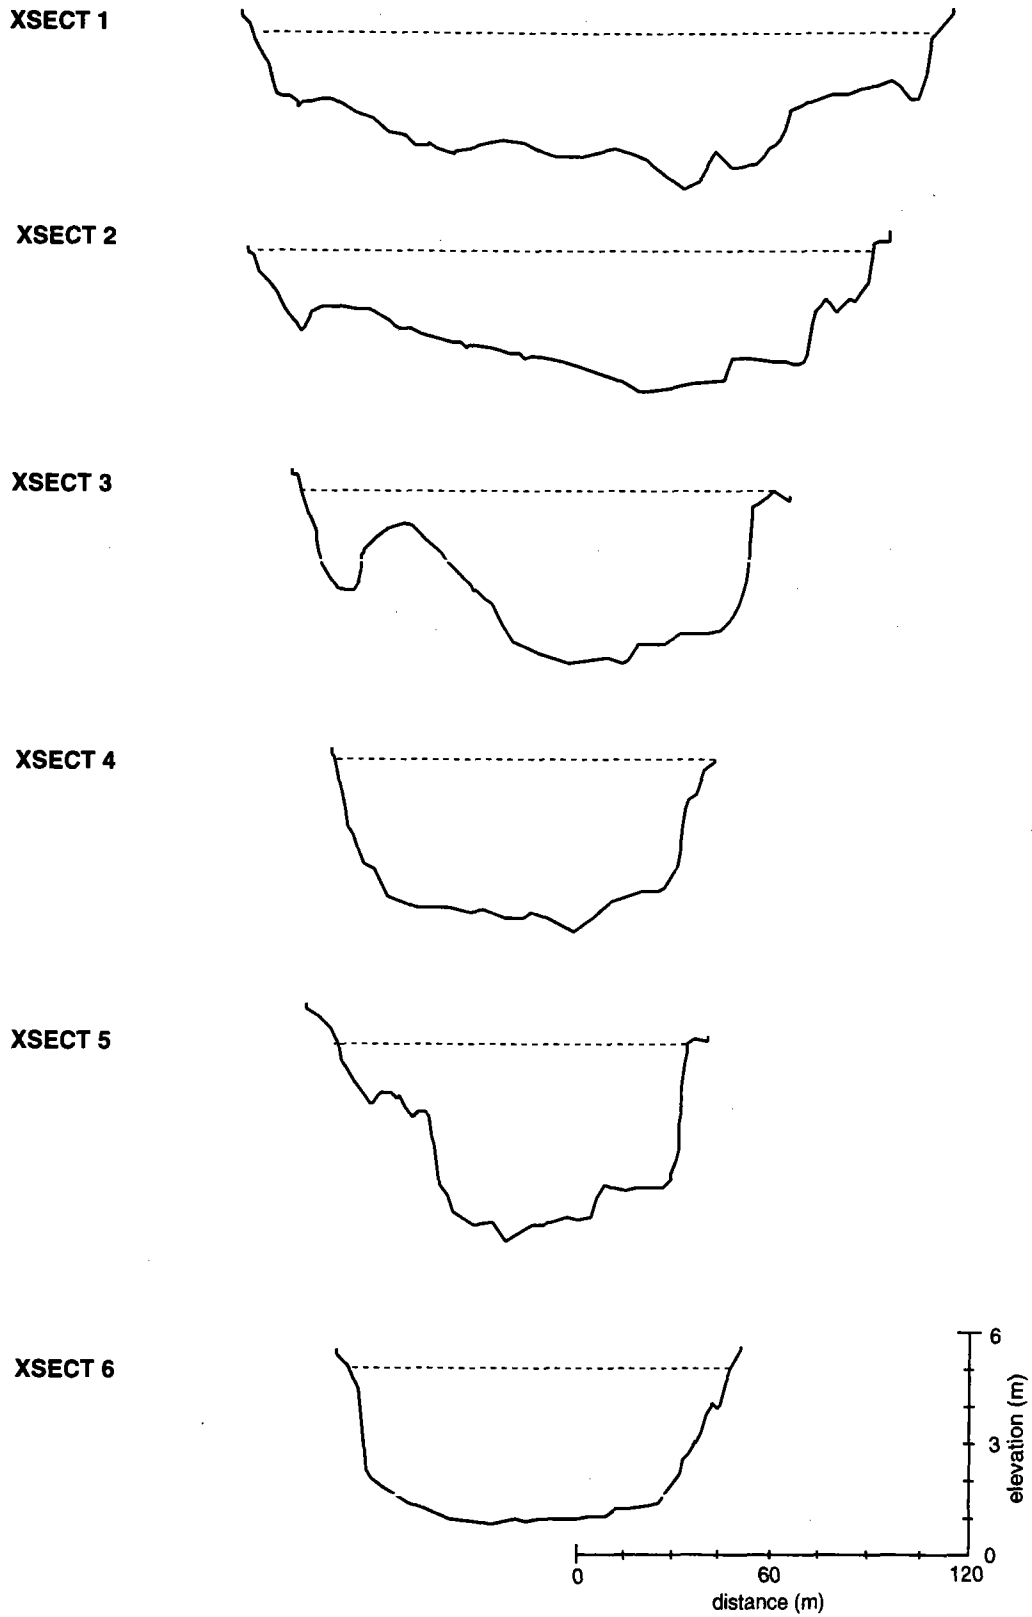 XSECT 1
XSECT 2
XSECT 3
XSECT 4
XSECT 5
XSECT 6
6
3
0
elevation (m)
0 60 120
distance (m)